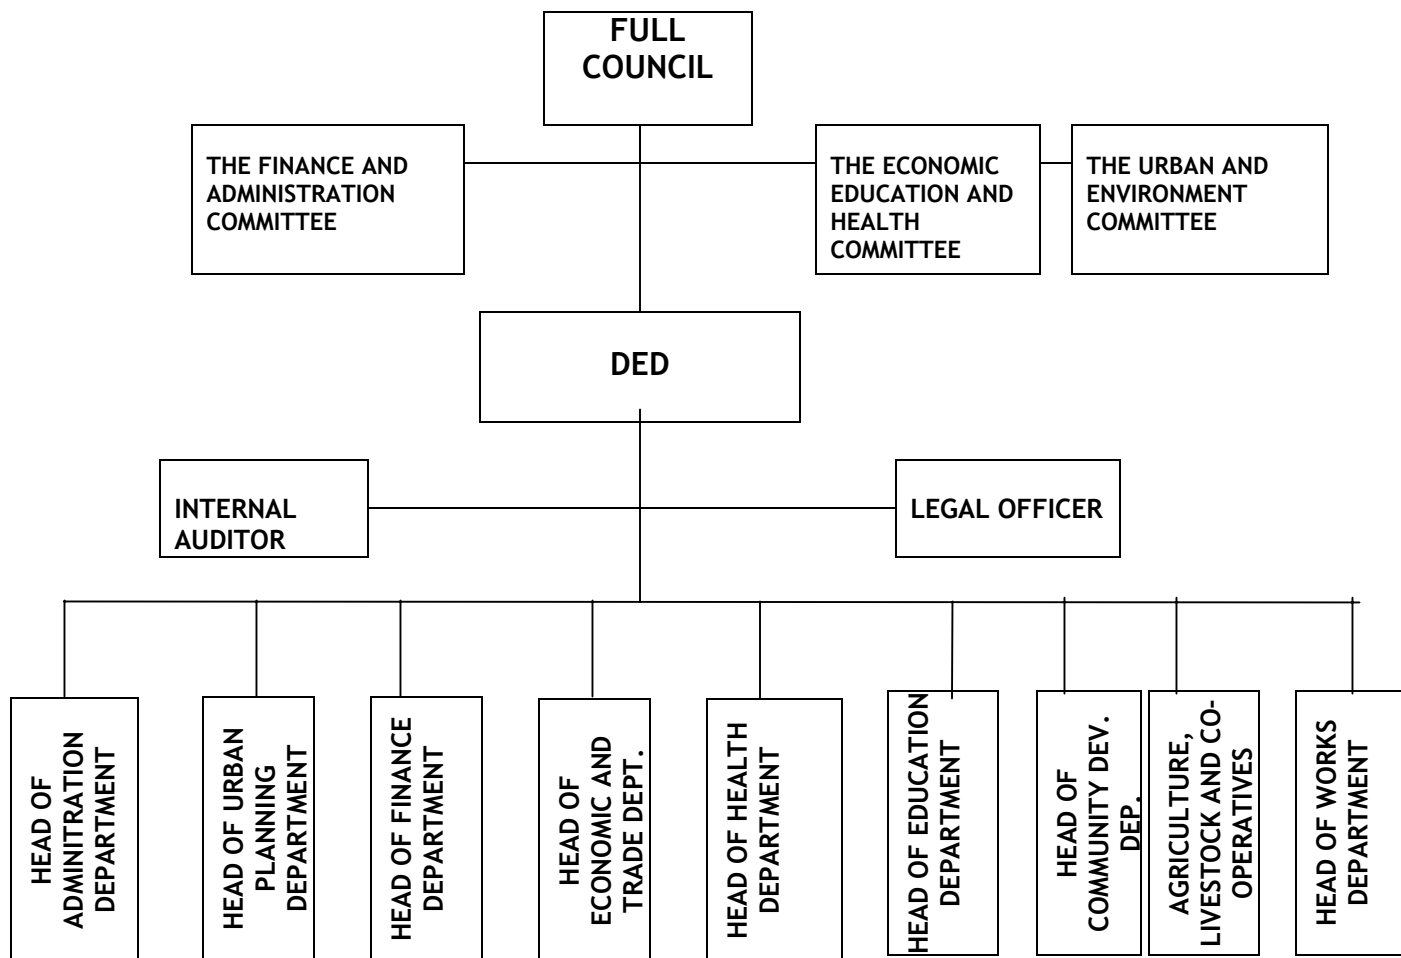 FULL
COUNCIL
THE FINANCE AND
ADMINISTRATION
COMMITTEE
THE ECONOMIC
EDUCATION AND
HEALTH
COMMITTEE
THE URBAN AND
ENVIRONMENT
COMMITTEE
DED
INTERNAL
AUDITOR
LEGAL OFFICER
HEAD OF
ADMINITRATION
DEPARTMENT
HEAD OF URBAN
PLANNING
DEPARTMENT
HEAD OF FINANCE
DEPARTMENT
HEAD OF
ECONOMIC AND
TRADE DEPT.
HEAD OF HEALTH
DEPARTMENT
HEAD OF EDUCATION
DEPARTMENT
HEAD OF
COMMUNITY DEV.
DEP.
AGRICULTURE,
LIVESTOCK AND CO-
OPERATIVES
HEAD OF WORKS
DEPARTMENT